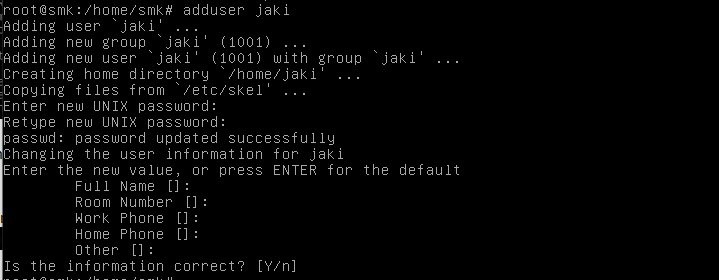 root@smk:/home/smk# adduser jaki
Adding user `jaki' ...
Adding new group `jaki' (1001) ...
Adding new user `jaki' (1001) with group `jaki' ...
Creating home directory `/home/jaki' ...
Copying files from `/etc/skel' ...
Enter new UNIX password:
Retype new UNIX password:
passwd: password updated successfully
Changing the user information for jaki
Enter the new value, or press ENTER for the default
Full Name []:
Room Number []:
Work Phone []:
Home Phone []:
Other []:
Is the information correct? [Y/n]
root@smk:/home/smk#